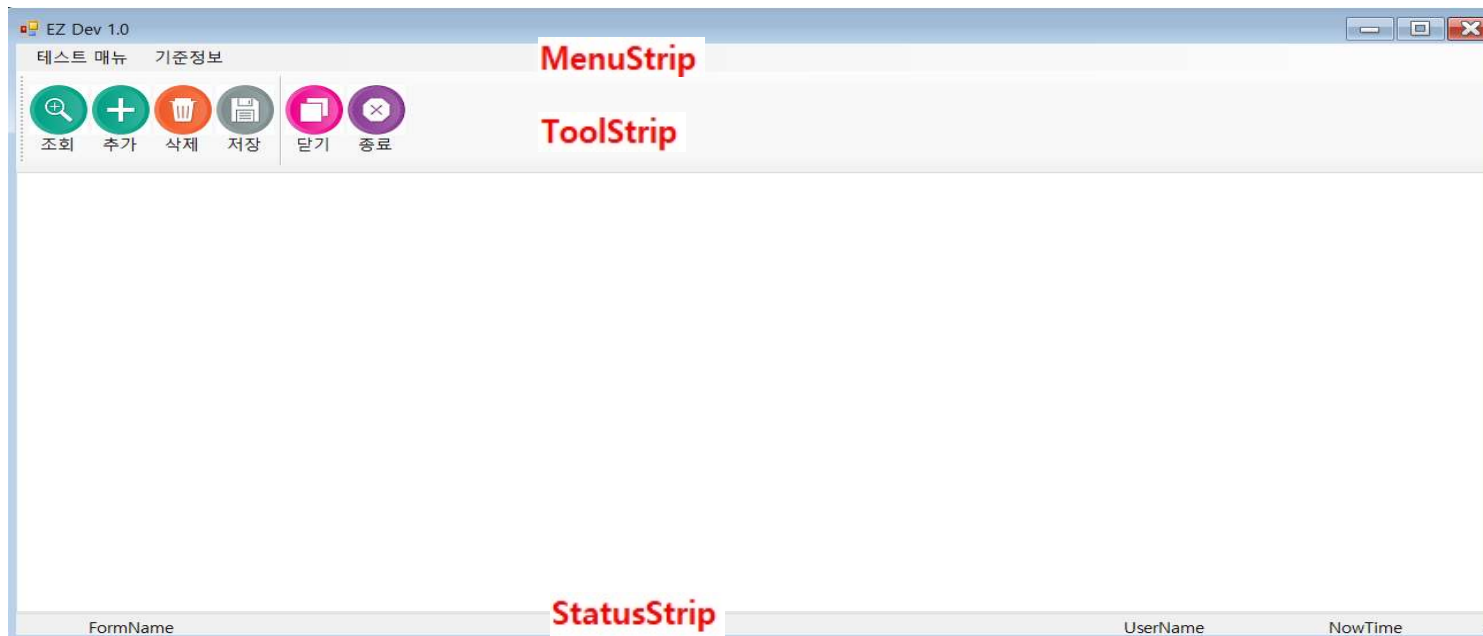 EZ Dev 1.0
테스트 매뉴 기준정보
MenuStrip
조회 추가 삭제 저장 닫기 종료
ToolStrip
StatusStrip
FormName UserName NowTime